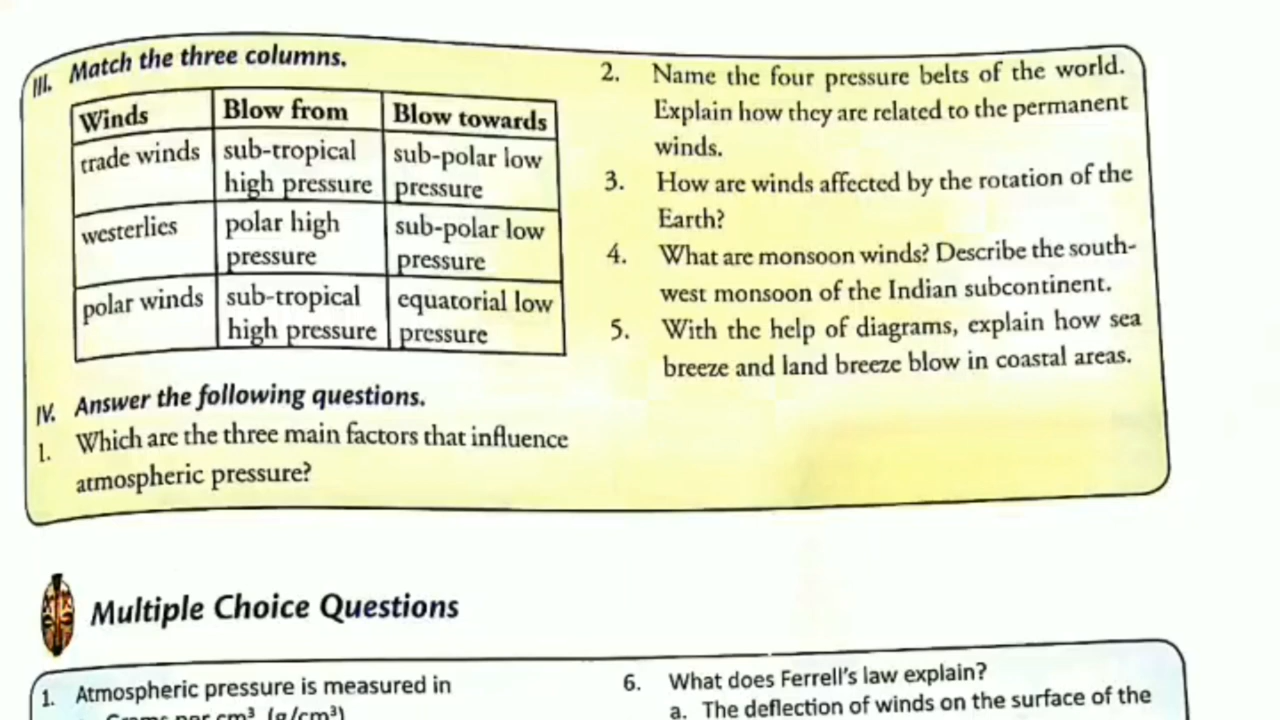 III. Match the three columns.
Winds Blow from Blow towards
trade winds sub-tropical high pressure sub-polar low pressure
westerlies polar high pressure sub-polar low pressure
polar winds sub-tropical high pressure equatorial low pressure
IV. Answer the following questions.
1. Which are the three main factors that influence
atmospheric pressure?
2. Name the four pressure belts of the world.
Explain how they are related to the permanent
winds.
3. How are winds affected by the rotation of the
Earth?
4. What are monsoon winds? Describe the south-
west monsoon of the Indian subcontinent.
5. With the help of diagrams, explain how sea
breeze and land breeze blow in coastal areas.
Multiple Choice Questions
1. Atmospheric pressure is measured in
Grams per cm³ (g/cm³)
6. What does Ferrell's law explain?
a. The deflection of winds on the surface of the